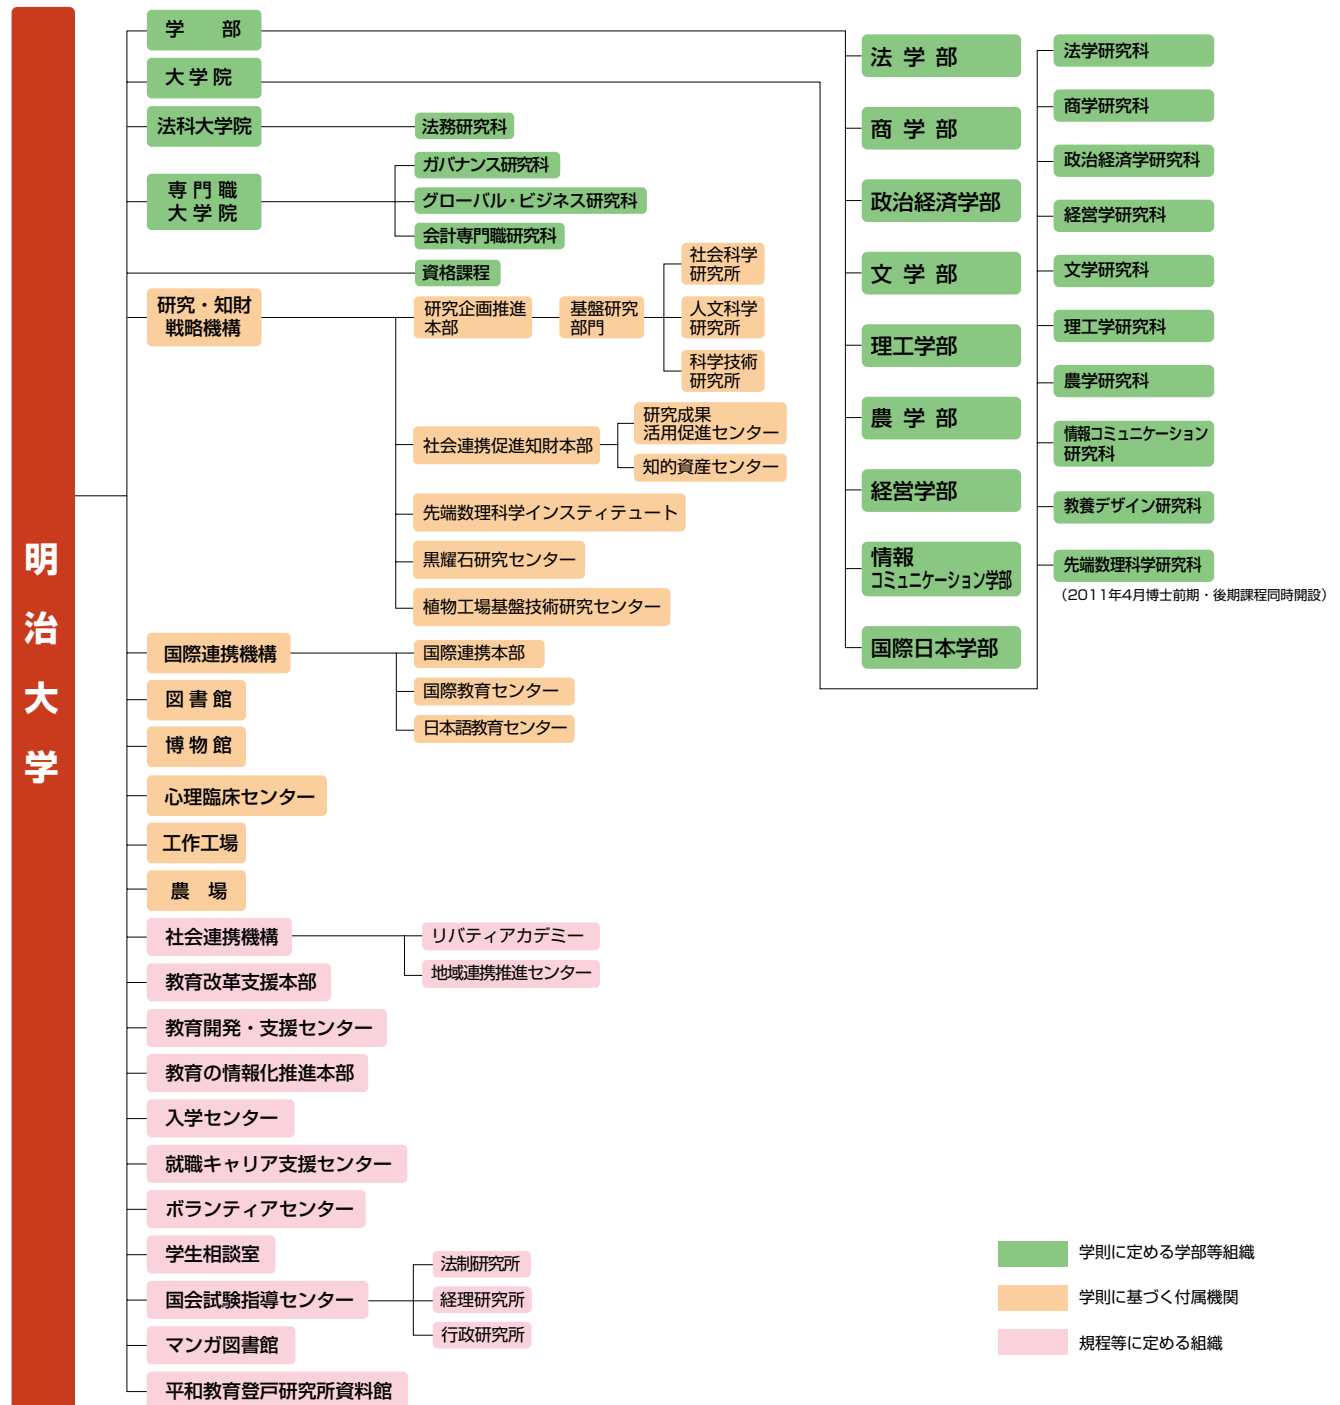 明治大学
学部
大学院
法科大学院
法務研究科
専門職
大学院
ガバナンス研究科
グローバル・ビジネス研究科
会計専門職研究科
資格課程
研究・知財
戦略機構
研究企画推進
本部
基盤研究
部門
社会科学
研究所
人文科学
研究所
科学技術
研究所
社会連携促進知財本部
研究成果
活用促進センター
知的資産センター
先端数理科学インスティテュート
黒耀石研究センター
植物工場基盤技術研究センター
国際連携機構
国際連携本部
国際教育センター
日本語教育センター
図書館
博物館
心理臨床センター
工作工場
農場
社会連携機構
リバティアカデミー
地域連携推進センター
教育改革支援本部
教育開発・支援センター
教育の情報化推進本部
入学センター
就職キャリア支援センター
ボランティアセンター
学生相談室
国会試験指導センター
法制研究所
経理研究所
行政研究所
マンガ図書館
平和教育登戸研究所資料館
法学部
商学部
政治経済学部
文学部
理工学部
農学部
経営学部
情報
コミュニケーション学部
国際日本学部
法学研究科
商学研究科
政治経済学研究科
経営学研究科
文学研究科
理工学研究科
農学研究科
情報コミュニケーション
研究科
教養デザイン研究科
先端数理科学研究科
（2011年4月博士前期・後期課程同時開設）
学則に定める学部等組織
学則に基づく付属機関
規程等に定める組織